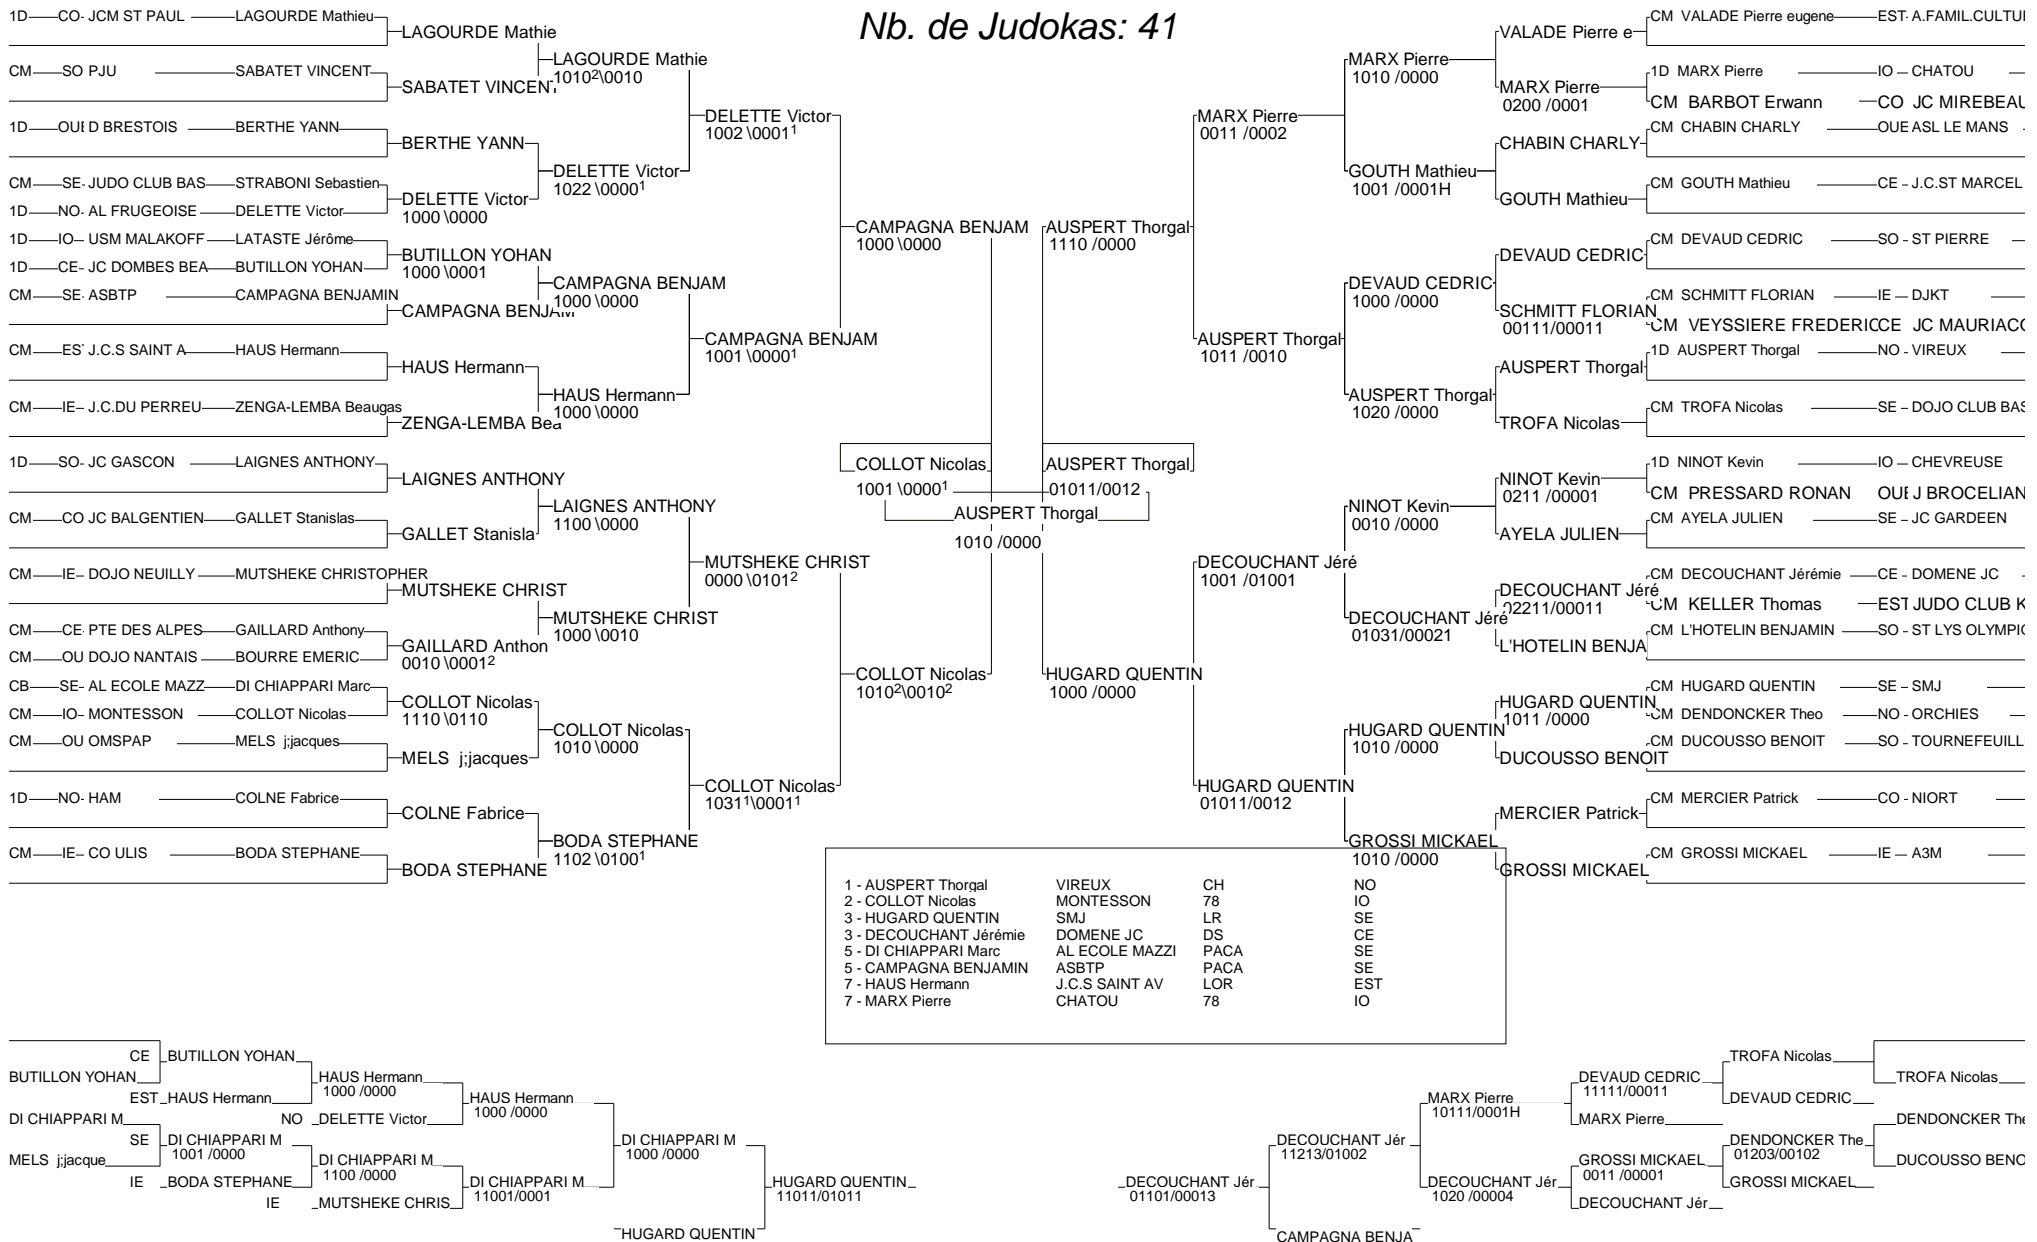 Nb. de Judokas: 41
1D CO JCM ST PAUL LAGOURDE Mathieu
CM SO PJU SABATET VINCENT
1D OUE D BRESTOIS BERTHE YANN
CM SE JUDO CLUB BAS STRABONI Sebastien
1D NO AL FRUGEOISE DELETTE Victor
1D IO USM MALAKOFF LATASTE Jérôme
1D CE JC DOMBES BEA BUTILLON YOHAN
CM SE ASBTP CAMPAGNA BENJAMIN
CM ES J.C.S SAINT A HAUS Hermann
CM IE J.C.DU PERREU ZENGA-LEMBA Beaugas
1D SO JC GASCON LAIGNES ANTHONY
CM CO JC BALGENTIEN GALLET Stanislas
CM IE DOJO NEUILLY MUTSHEKE CHRISTOPHER
CM CE PTE DES ALPES GAILLARD Anthony
CM OU DOJO NANTAIS BOURRE EMERIC
CB SE AL ECOLE MAZZ DI CHIAPPARI Marc
CM IO MONTESSON COLLOT Nicolas
CM OU OMSPAP MELS j;jacques
1D NO HAM COLNE Fabrice
CM IE CO ULIS BODA STEPHANE
LAGOURDE Mathie
SABATET VINCENT
BERTHE YANN
DELETTE Victor
1000 \0000
BUTILLON YOHAN
1000 \0001
CAMPAGNA BENJAM
HAUS Hermann
ZENGA-LEMBA Bea
LAIGNES ANTHONY
GALLET Stanisla
MUTSHEKE CHRIST
GAILLARD Anthon
0010 \0001²
COLLOT Nicolas
1110 \0110
MELS j;jacques
COLNE Fabrice
BODA STEPHANE
LAGOURDE Mathie
1010²\0010
DELETTE Victor
1022 \0000¹
CAMPAGNA BENJAM
1000 \0000
HAUS Hermann
1000 \0000
LAIGNES ANTHONY
1100 \0000
MUTSHEKE CHRIST
1000 \0010
COLLOT Nicolas
1010 \0000
BODA STEPHANE
1102 \0100¹
DELETTE Victor
1002 \0001¹
CAMPAGNA BENJAM
1001 \0000¹
MUTSHEKE CHRIST
0000 \0101²
COLLOT Nicolas
1031¹\0001¹
CAMPAGNA BENJAM
1000 \0000
COLLOT Nicolas
1010²\0010²
COLLOT Nicolas
1001 \0000¹
AUSPERT Thorgal
01011/0012
AUSPERT Thorgal
1010 /0000
AUSPERT Thorgal
1110 /0000
HUGARD QUENTIN
1000 /0000
MARX Pierre
0011 /0002
AUSPERT Thorgal
1011 /0010
DECOUCHANT Jéré
1001 /01001
HUGARD QUENTIN
01011/0012
MARX Pierre
1010 /0000
GOUTH Mathieu
1001 /0001H
DEVAUD CEDRIC
1000 /0000
AUSPERT Thorgal
1020 /0000
NINOT Kevin
0010 /0000
DECOUCHANT Jéré
01031/00021
HUGARD QUENTIN
1010 /0000
GROSSI MICKAEL
1010 /0000
VALADE Pierre e
MARX Pierre
0200 /0001
CHABIN CHARLY
GOUTH Mathieu
DEVAUD CEDRIC
SCHMITT FLORIAN
00111/00011
AUSPERT Thorgal
TROFA Nicolas
NINOT Kevin
0211 /00001
AYELA JULIEN
DECOUCHANT Jéré
02211/00011
L'HOTELIN BENJA
HUGARD QUENTIN
1011 /0000
DUCOUSSO BENOIT
MERCIER Patrick
GROSSI MICKAEL
CM VALADE Pierre eugene EST A.FAMIL.CULTU
1D MARX Pierre IO CHATOU
CM BARBOT Erwann CO JC MIREBEAU
CM CHABIN CHARLY OUE ASL LE MANS
CM GOUTH Mathieu CE J.C.ST MARCEL
CM DEVAUD CEDRIC SO ST PIERRE
CM SCHMITT FLORIAN IE DJKT
CM VEYSSIERE FREDERIC CE JC MAURIAC
1D AUSPERT Thorgal NO VIREUX
CM TROFA Nicolas SE DOJO CLUB BAS
1D NINOT Kevin IO CHEVREUSE
CM PRESSARD RONAN OUE J BROCELIAN
CM AYELA JULIEN SE JC GARDEEN
CM DECOUCHANT Jérémie CE DOMENE JC
CM KELLER Thomas EST JUDO CLUB K
CM L'HOTELIN BENJAMIN SO ST LYS OLYMPI
CM HUGARD QUENTIN SE SMJ
CM DENDONCKER Theo NO ORCHIES
CM DUCOUSSO BENOIT SO TOURNEFEUILL
CM MERCIER Patrick CO NIORT
CM GROSSI MICKAEL IE A3M
1 - AUSPERT Thorgal VIREUX CH NO
2 - COLLOT Nicolas MONTESSON 78 IO
3 - HUGARD QUENTIN SMJ LR SE
3 - DECOUCHANT Jérémie DOMENE JC DS CE
5 - DI CHIAPPARI Marc AL ECOLE MAZZI PACA SE
5 - CAMPAGNA BENJAMIN ASBTP PACA SE
7 - HAUS Hermann J.C.S SAINT AV LOR EST
7 - MARX Pierre CHATOU 78 IO
CE BUTILLON YOHAN
BUTILLON YOHAN
EST HAUS Hermann
DI CHIAPPARI M
SE DI CHIAPPARI M
1001 /0000
MELS j;jacque
IE BODA STEPHANE
HAUS Hermann
1000 /0000
NO DELETTE Victor
DI CHIAPPARI M
1100 /0000
IE MUTSHEKE CHRIS
HAUS Hermann
1000 /0000
DI CHIAPPARI M
11001/0001
DI CHIAPPARI M
1000 /0000
HUGARD QUENTIN
HUGARD QUENTIN
11011/01011
DECOUCHANT Jér
01101/00013
DECOUCHANT Jér
11213/01002
CAMPAGNA BENJA
MARX Pierre
10111/0001H
DECOUCHANT Jér
1020 /00004
DEVAUD CEDRIC
11111/00011
MARX Pierre
GROSSI MICKAEL
0011 /00001
DECOUCHANT Jér
TROFA Nicolas
DEVAUD CEDRIC
DENDONCKER The
01203/00102
GROSSI MICKAEL
TROFA Nicolas
DENDONCKER The
DUCOUSSO BENO